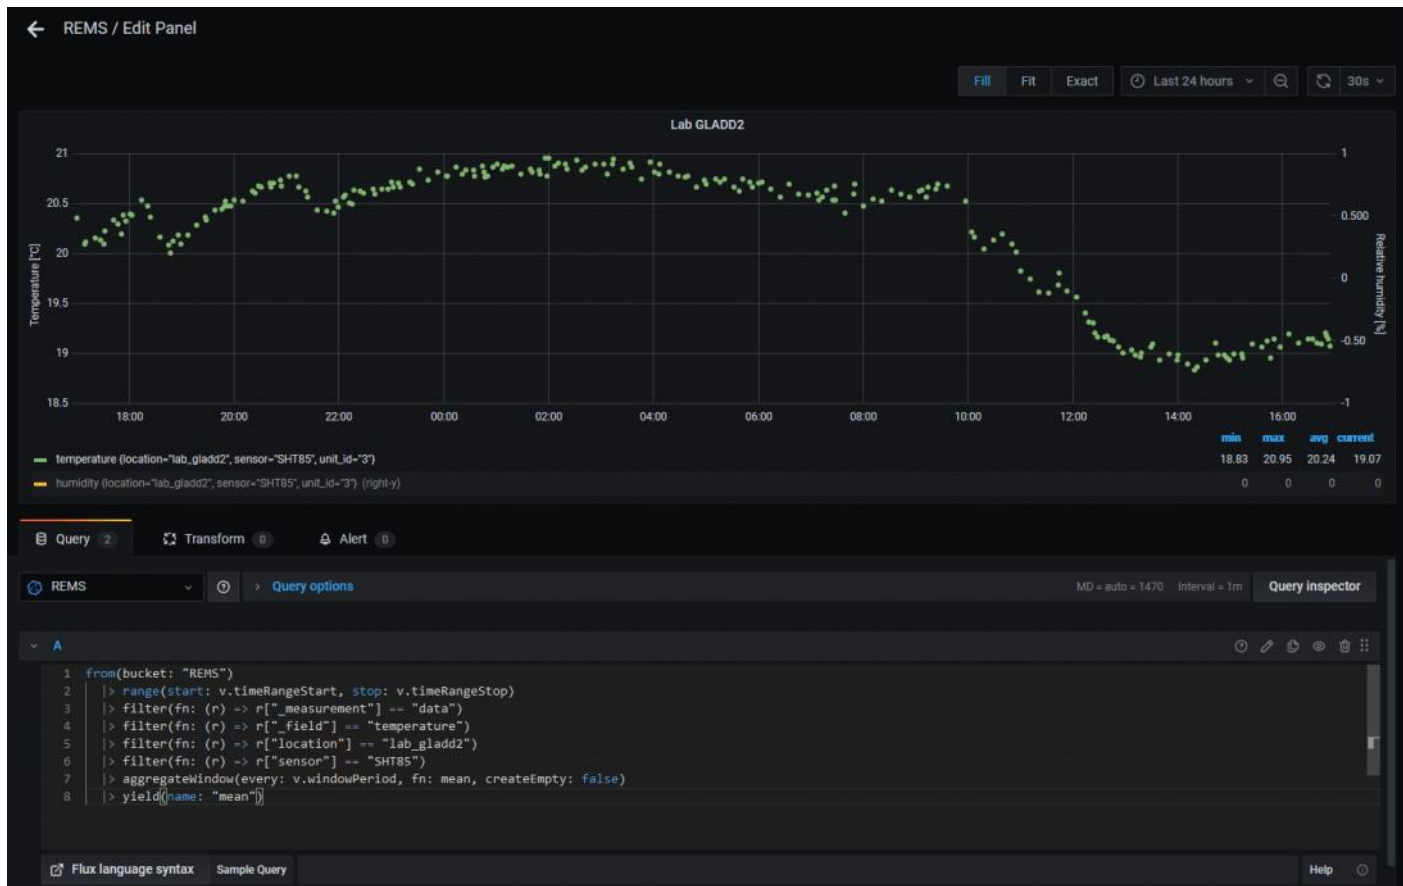 REMS / Edit Panel
Fill Fit Exact Last 24 hours 30s
Lab GLADD2
21
20.5
20
19.5
19
18.5
Temperature [°C]
1
0.500
0
-0.50
-1
Relative humidity [%]
18:00 20:00 22:00 00:00 02:00 04:00 06:00 08:00 10:00 12:00 14:00 16:00
min max avg current
temperature {location="lab_gladd2", sensor="SHT85", unit_id="3"} 18.83 20.95 20.24 19.07
humidity {location="lab_gladd2", sensor="SHT85", unit_id="3"} (right-y) 0 0 0 0
Query 2 Transform 0 Alert 0
REMS Query options MD = auto = 1470 Interval = 1m Query inspector
A
1 from(bucket: "REMS")
2 |> range(start: v.timeRangeStart, stop: v.timeRangeStop)
3 |> filter(fn: (r) => r["_measurement"] == "data")
4 |> filter(fn: (r) => r["_field"] == "temperature")
5 |> filter(fn: (r) => r["location"] == "lab_gladd2")
6 |> filter(fn: (r) => r["sensor"] == "SHT85")
7 |> aggregateWindow(every: v.windowPeriod, fn: mean, createEmpty: false)
8 |> yield(name: "mean")
Flux language syntax Sample Query Help